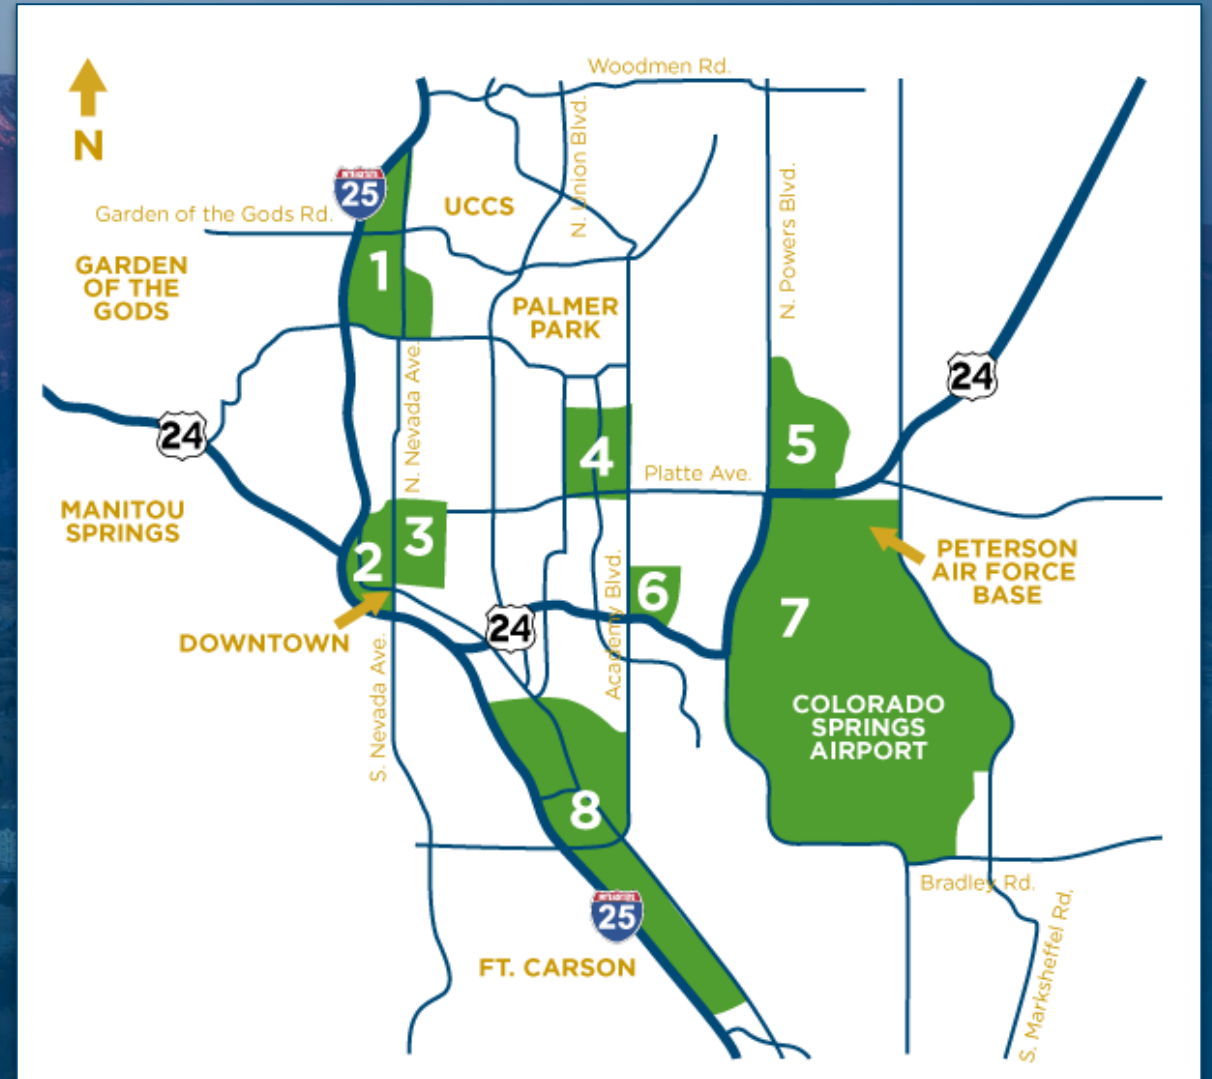 Woodmen Rd.
N
N. Union Blvd.
25
UCCS
N. Powers Blvd.
Garden of the Gods Rd.
GARDEN
OF THE
GODS
1
PALMER
PARK
24
N. Nevada Ave.
24
4
5
Platte Ave.
MANITOU
SPRINGS
3
2
PETERSON
AIR FORCE
BASE
6
7
Academy Blvd.
24
DOWNTOWN
S. Nevada Ave.
COLORADO
SPRINGS
AIRPORT
8
Bradley Rd.
25
S. Marksheffel Rd.
FT. CARSON